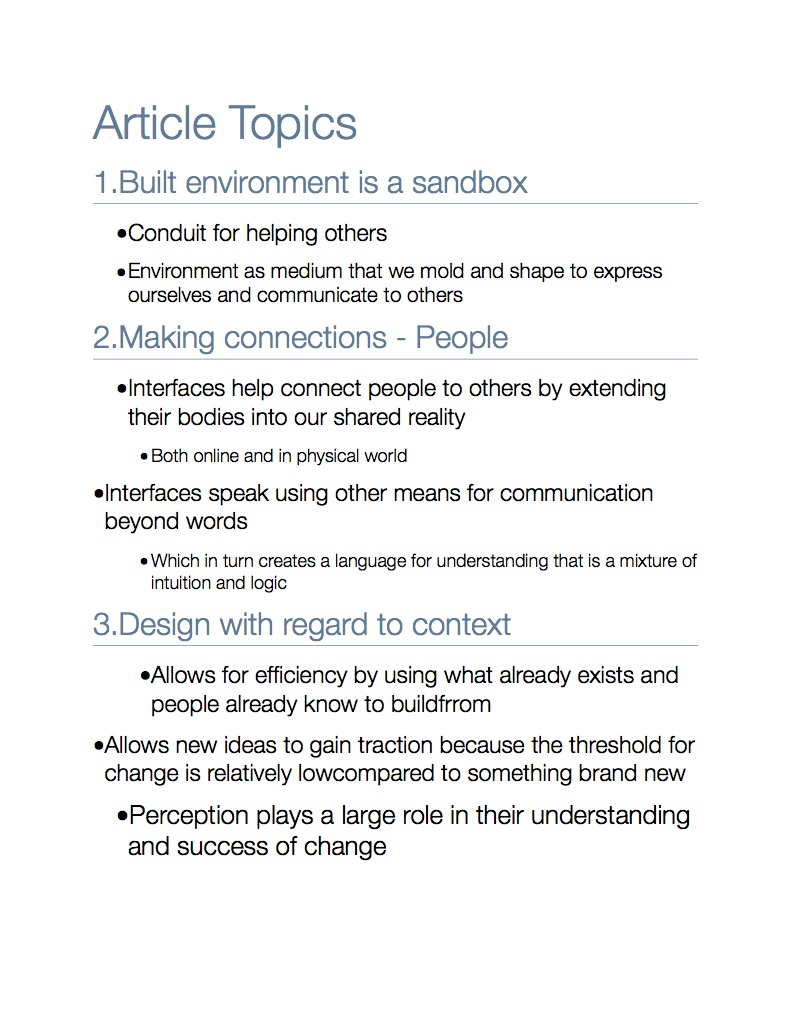 Article Topics
1.Built environment is a sandbox
•Conduit for helping others
•Environment as medium that we mold and shape to express
ourselves and communicate to others
2.Making connections - People
•Interfaces help connect people to others by extending
their bodies into our shared reality
•Both online and in physical world
•Interfaces speak using other means for communication
beyond words
•Which in turn creates a language for understanding that is a mixture of
intuition and logic
3.Design with regard to context
•Allows for efficiency by using what already exists and
people already know to buildfrrom
•Allows new ideas to gain traction because the threshold for
change is relatively lowcompared to something brand new
•Perception plays a large role in their understanding
and success of change